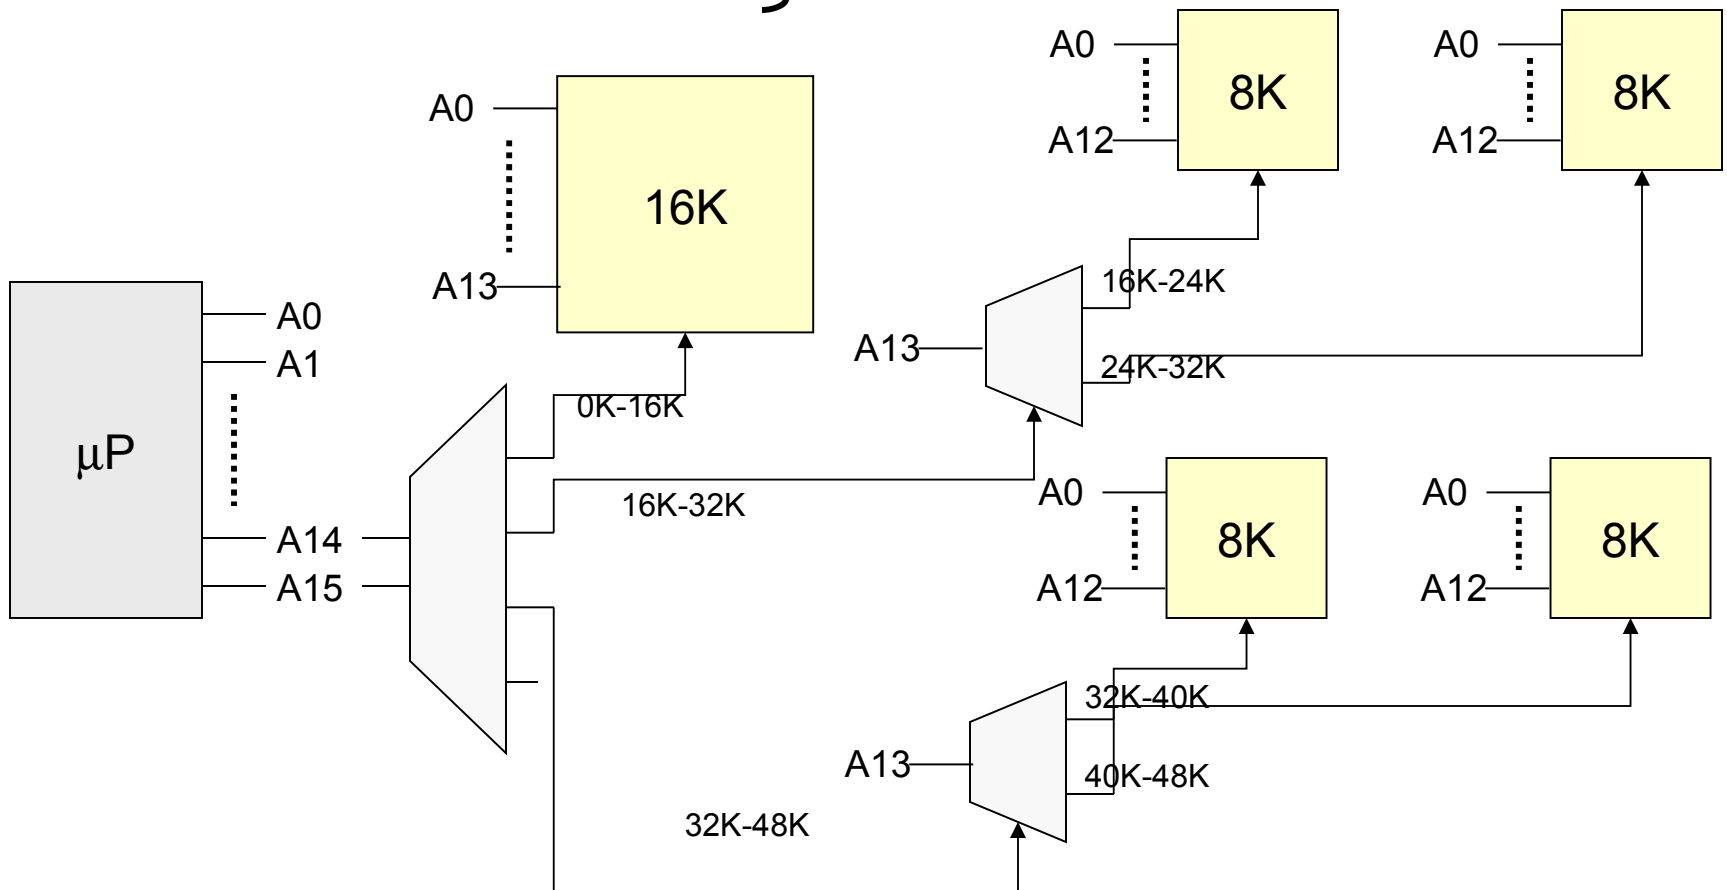 A0
A0
8K
8K
A0
A12
A12
16K
A13
16K-24K
A0
A13
A1
24K-32K
0K-16K
μP
A0
A0
16K-32K
A14
8K
8K
A15
A12
A12
32K-40K
A13
40K-48K
32K-48K